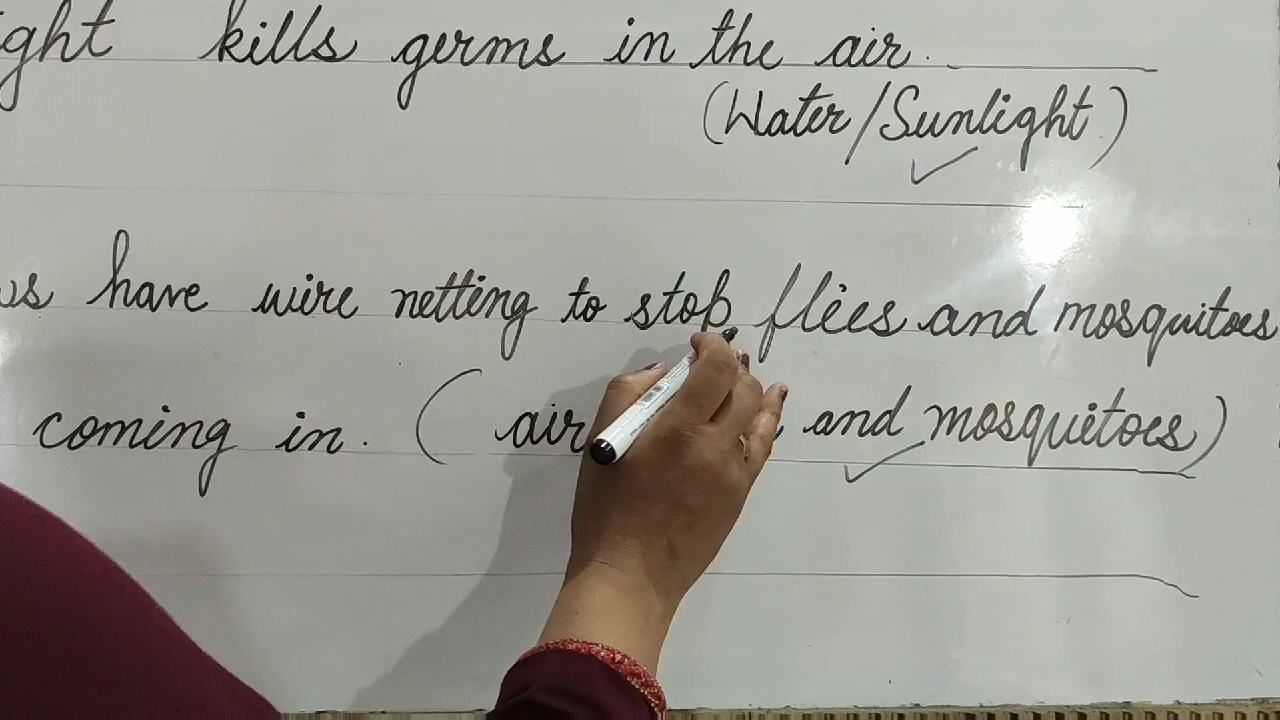 ght kills germs in the air.
(Water/Sunlight)
us have wire netting to stop flies and mosquitoes
coming in. ( air and mosquitoes)